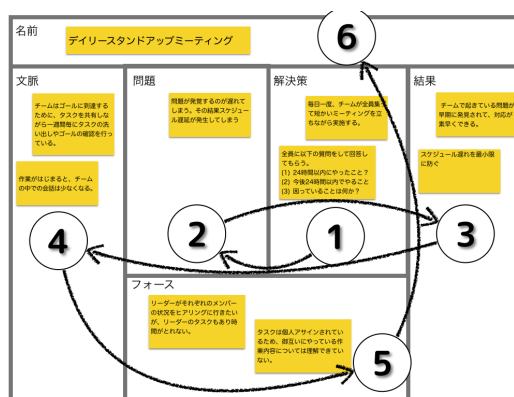 名前
デイリースタンドアップミーティング
6
文脈
問題
解決策
結果
チームはゴールに到達する
ために、タスクを共有しな
がら一週間毎にタスクの洗
い出しやゴールの確認を行っ
ている。
作業がはじまると、チーム
の中での会話は少なくなる。
問題が発覚するのが遅れて
しまう。その結果スケジュー
ル遅延が発生してしまう
毎日一度、チームが全員集
て短かいミーティングを立
ちながら実施する。
全員に以下の質問をして回答
してもらう。
(1) 24時間以内にやったこと？
(2) 今後24時間以内でやること
(3) 困っていることは何か？
チームで起きている問題が
早期に発見されて、対応が
素早くできる。
スケジュール遅れを最小限
に防ぐ
4
2
1
3
フォース
リーダーがそれぞれのメンバー
の状況をヒアリングに行きた
いが、リーダーのタスクもあり時
間がとれない。
タスクは個人アサインされて
いるため、御互いにやっている作
業内容については理解できてい
ない。
5